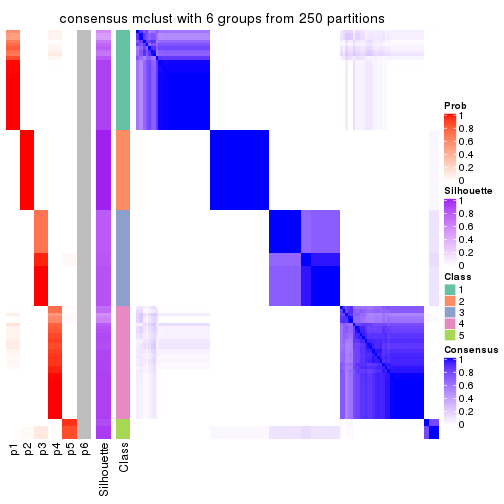 consensus mclust with 6 groups from 250 partitions
Prob
1
0.8
0.6
0.4
0.2
0
Silhouette
1
0.8
0.6
0.4
0.2
0
Class
1
2
3
4
5
Consensus
1
0.8
0.6
0.4
0.2
0
p1
p2
p3
p4
p5
p6
Silhouette
Class